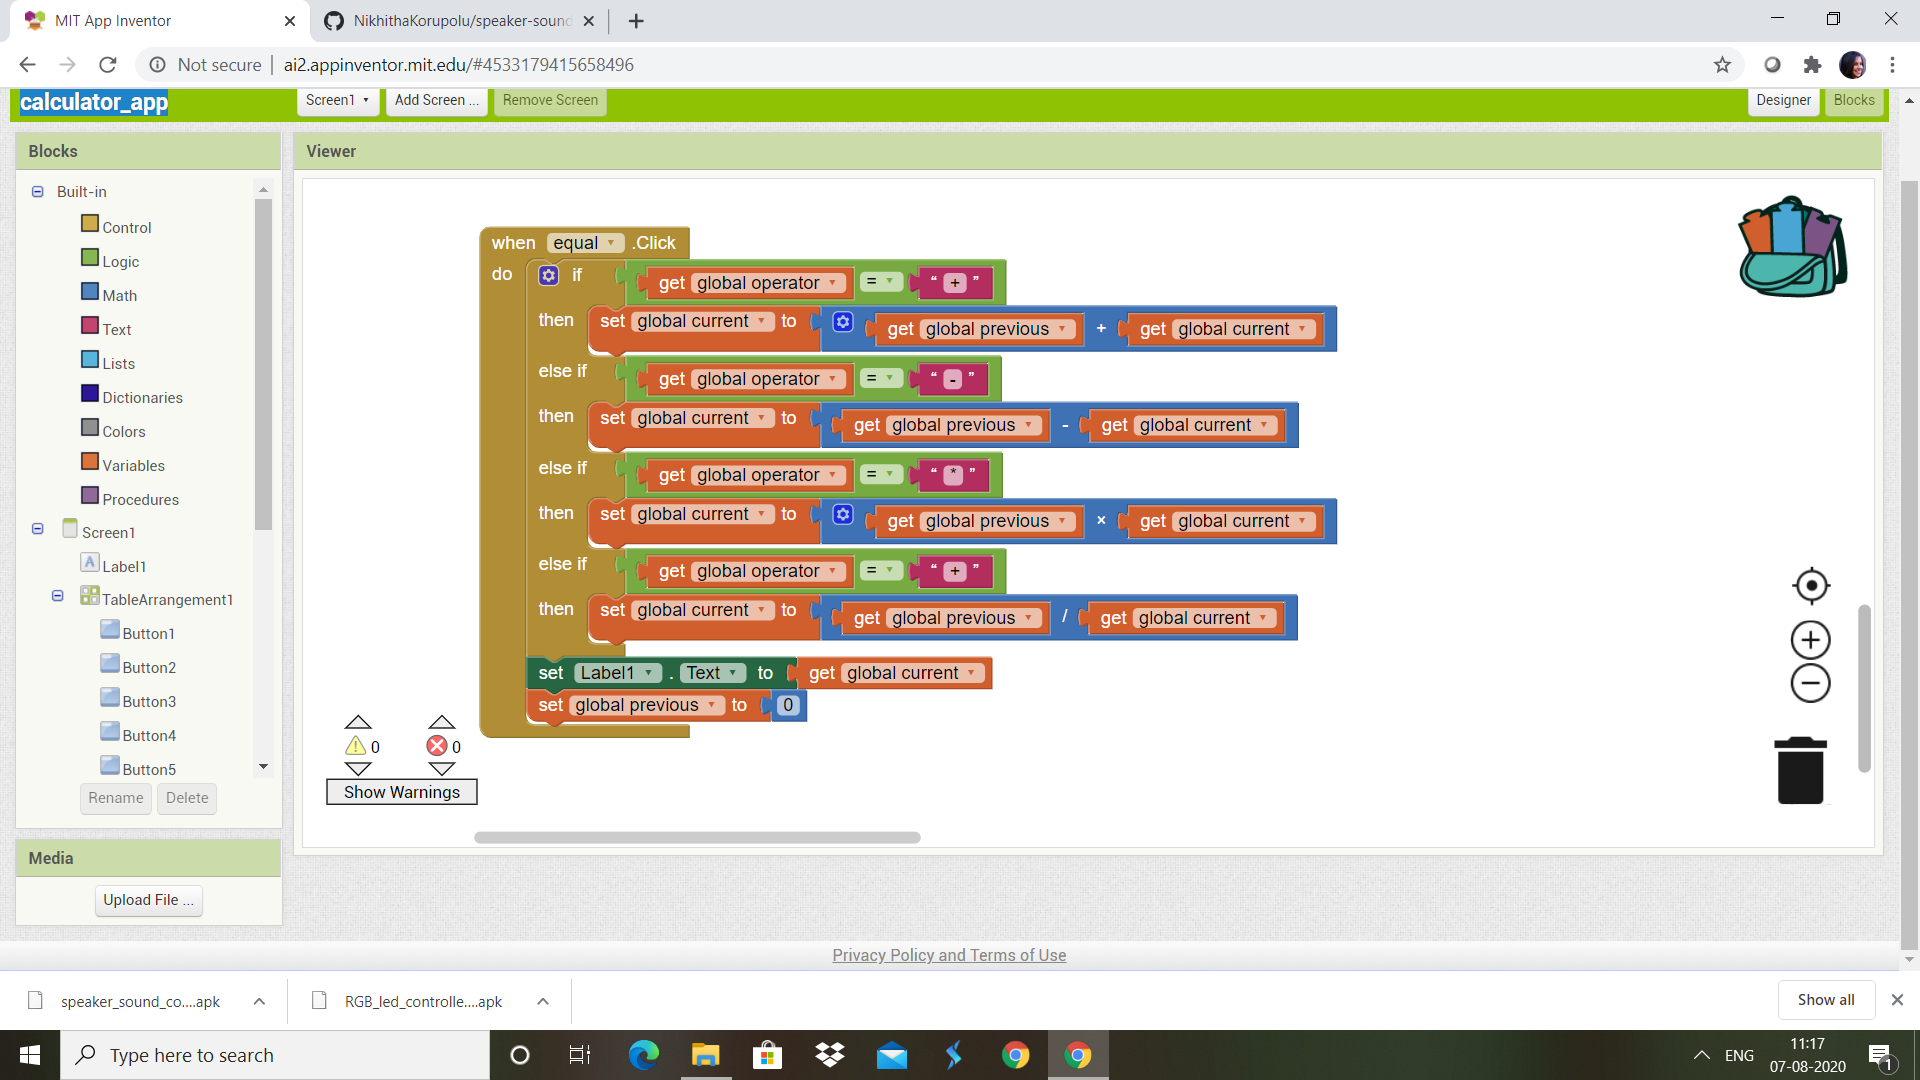 MIT App Inventor
NikhithaKorupolu/speaker-soun
Not secure | ai2.appinventor.mit.edu/#4533179415658496
calculator_app Screen1 Add Screen ... Remove Screen Designer Blocks
Blocks
Viewer
Built-in
Control
Logic
Math
Text
Lists
Dictionaries
Colors
Variables
Procedures
Screen1
A Label1
TableArrangement1
Button1
Button2
Button3
Button4
Button5
Rename Delete
Media
Upload File ...
when equal .Click
do if get global operator = “ + ”
then set global current to get global previous + get global current
else if get global operator = “ - ”
then set global current to get global previous - get global current
else if get global operator = “ * ”
then set global current to get global previous × get global current
else if get global operator = “ + ”
then set global current to get global previous / get global current
set Label1 . Text to get global current
set global previous to 0
0 0
Show Warnings
Privacy Policy and Terms of Use
speaker_sound_co....apk
RGB_led_controlle....apk
Show all
Type here to search
ENG
11:17
07-08-2020
1